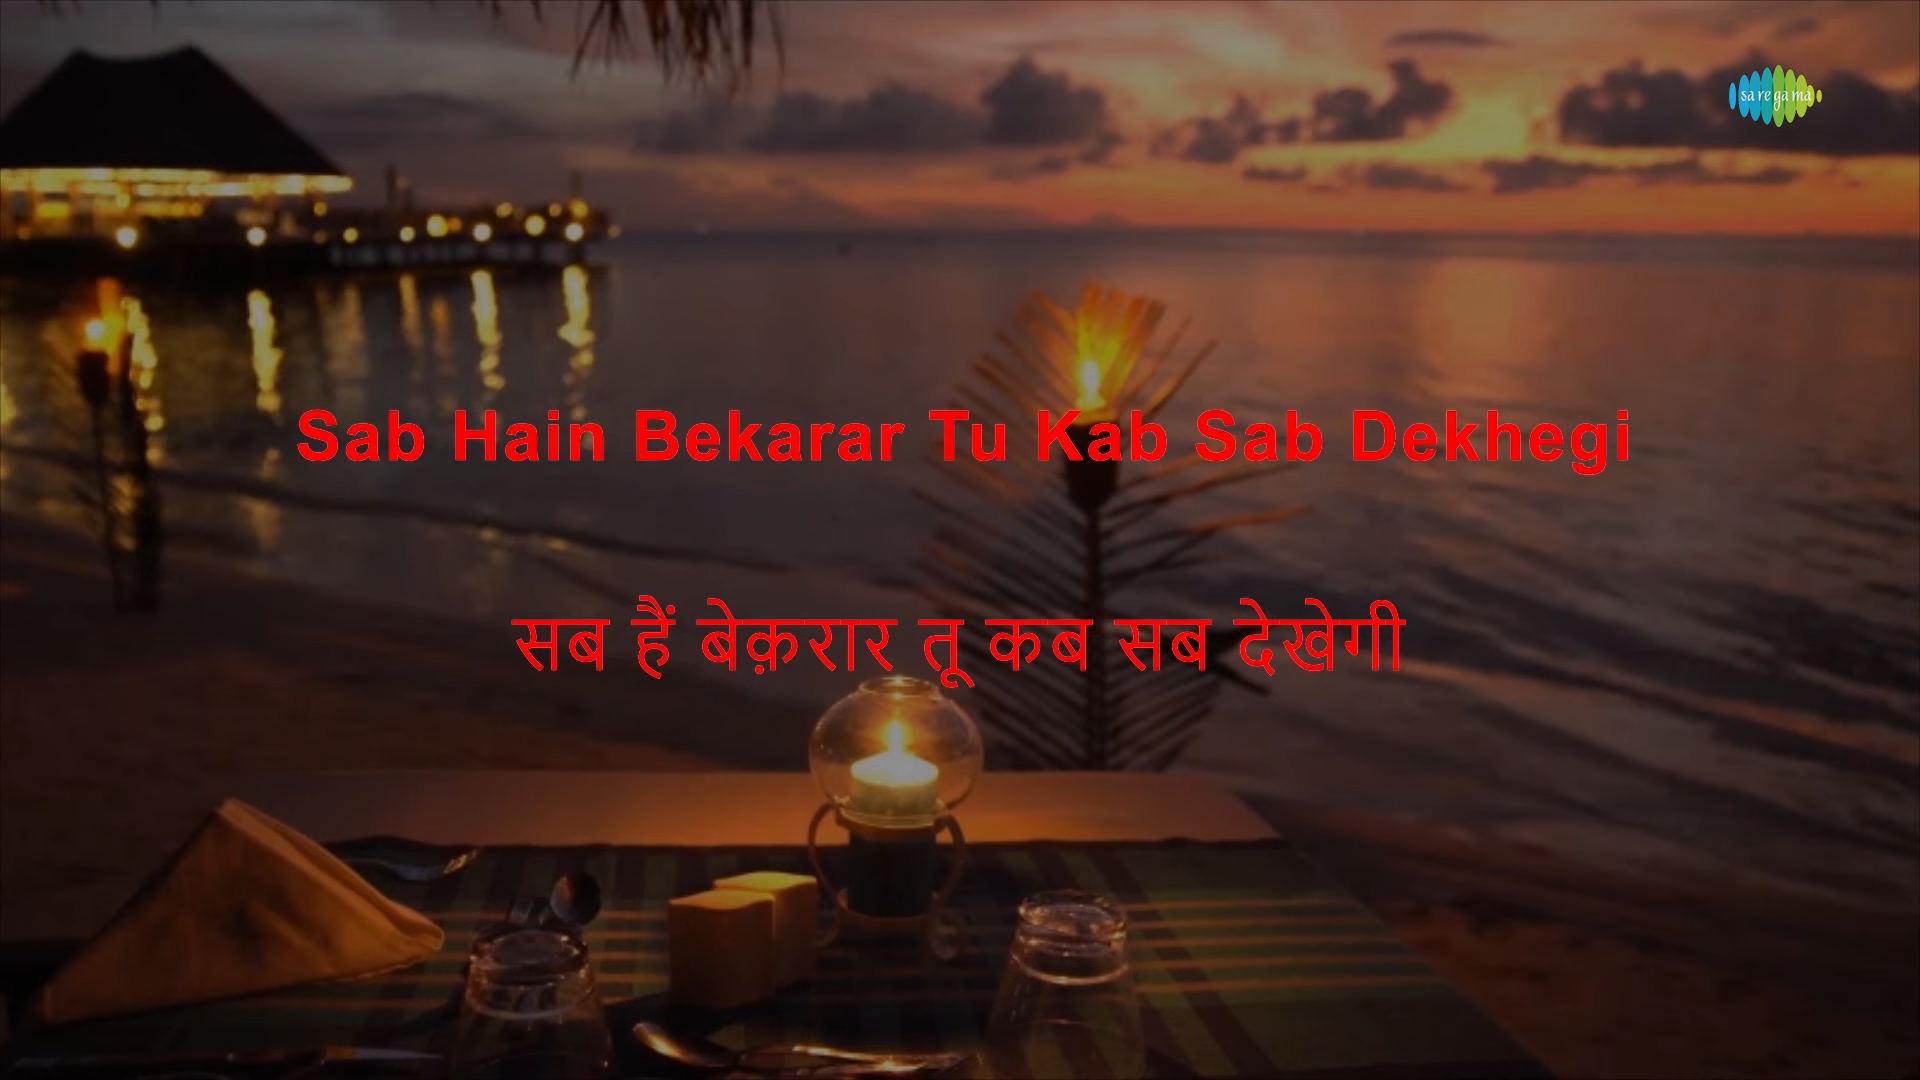 saregama
Sab Hain Bekarar Tu Kab Sab Dekhegi
सब हैं बेक़रार तू कब सब देखेगी